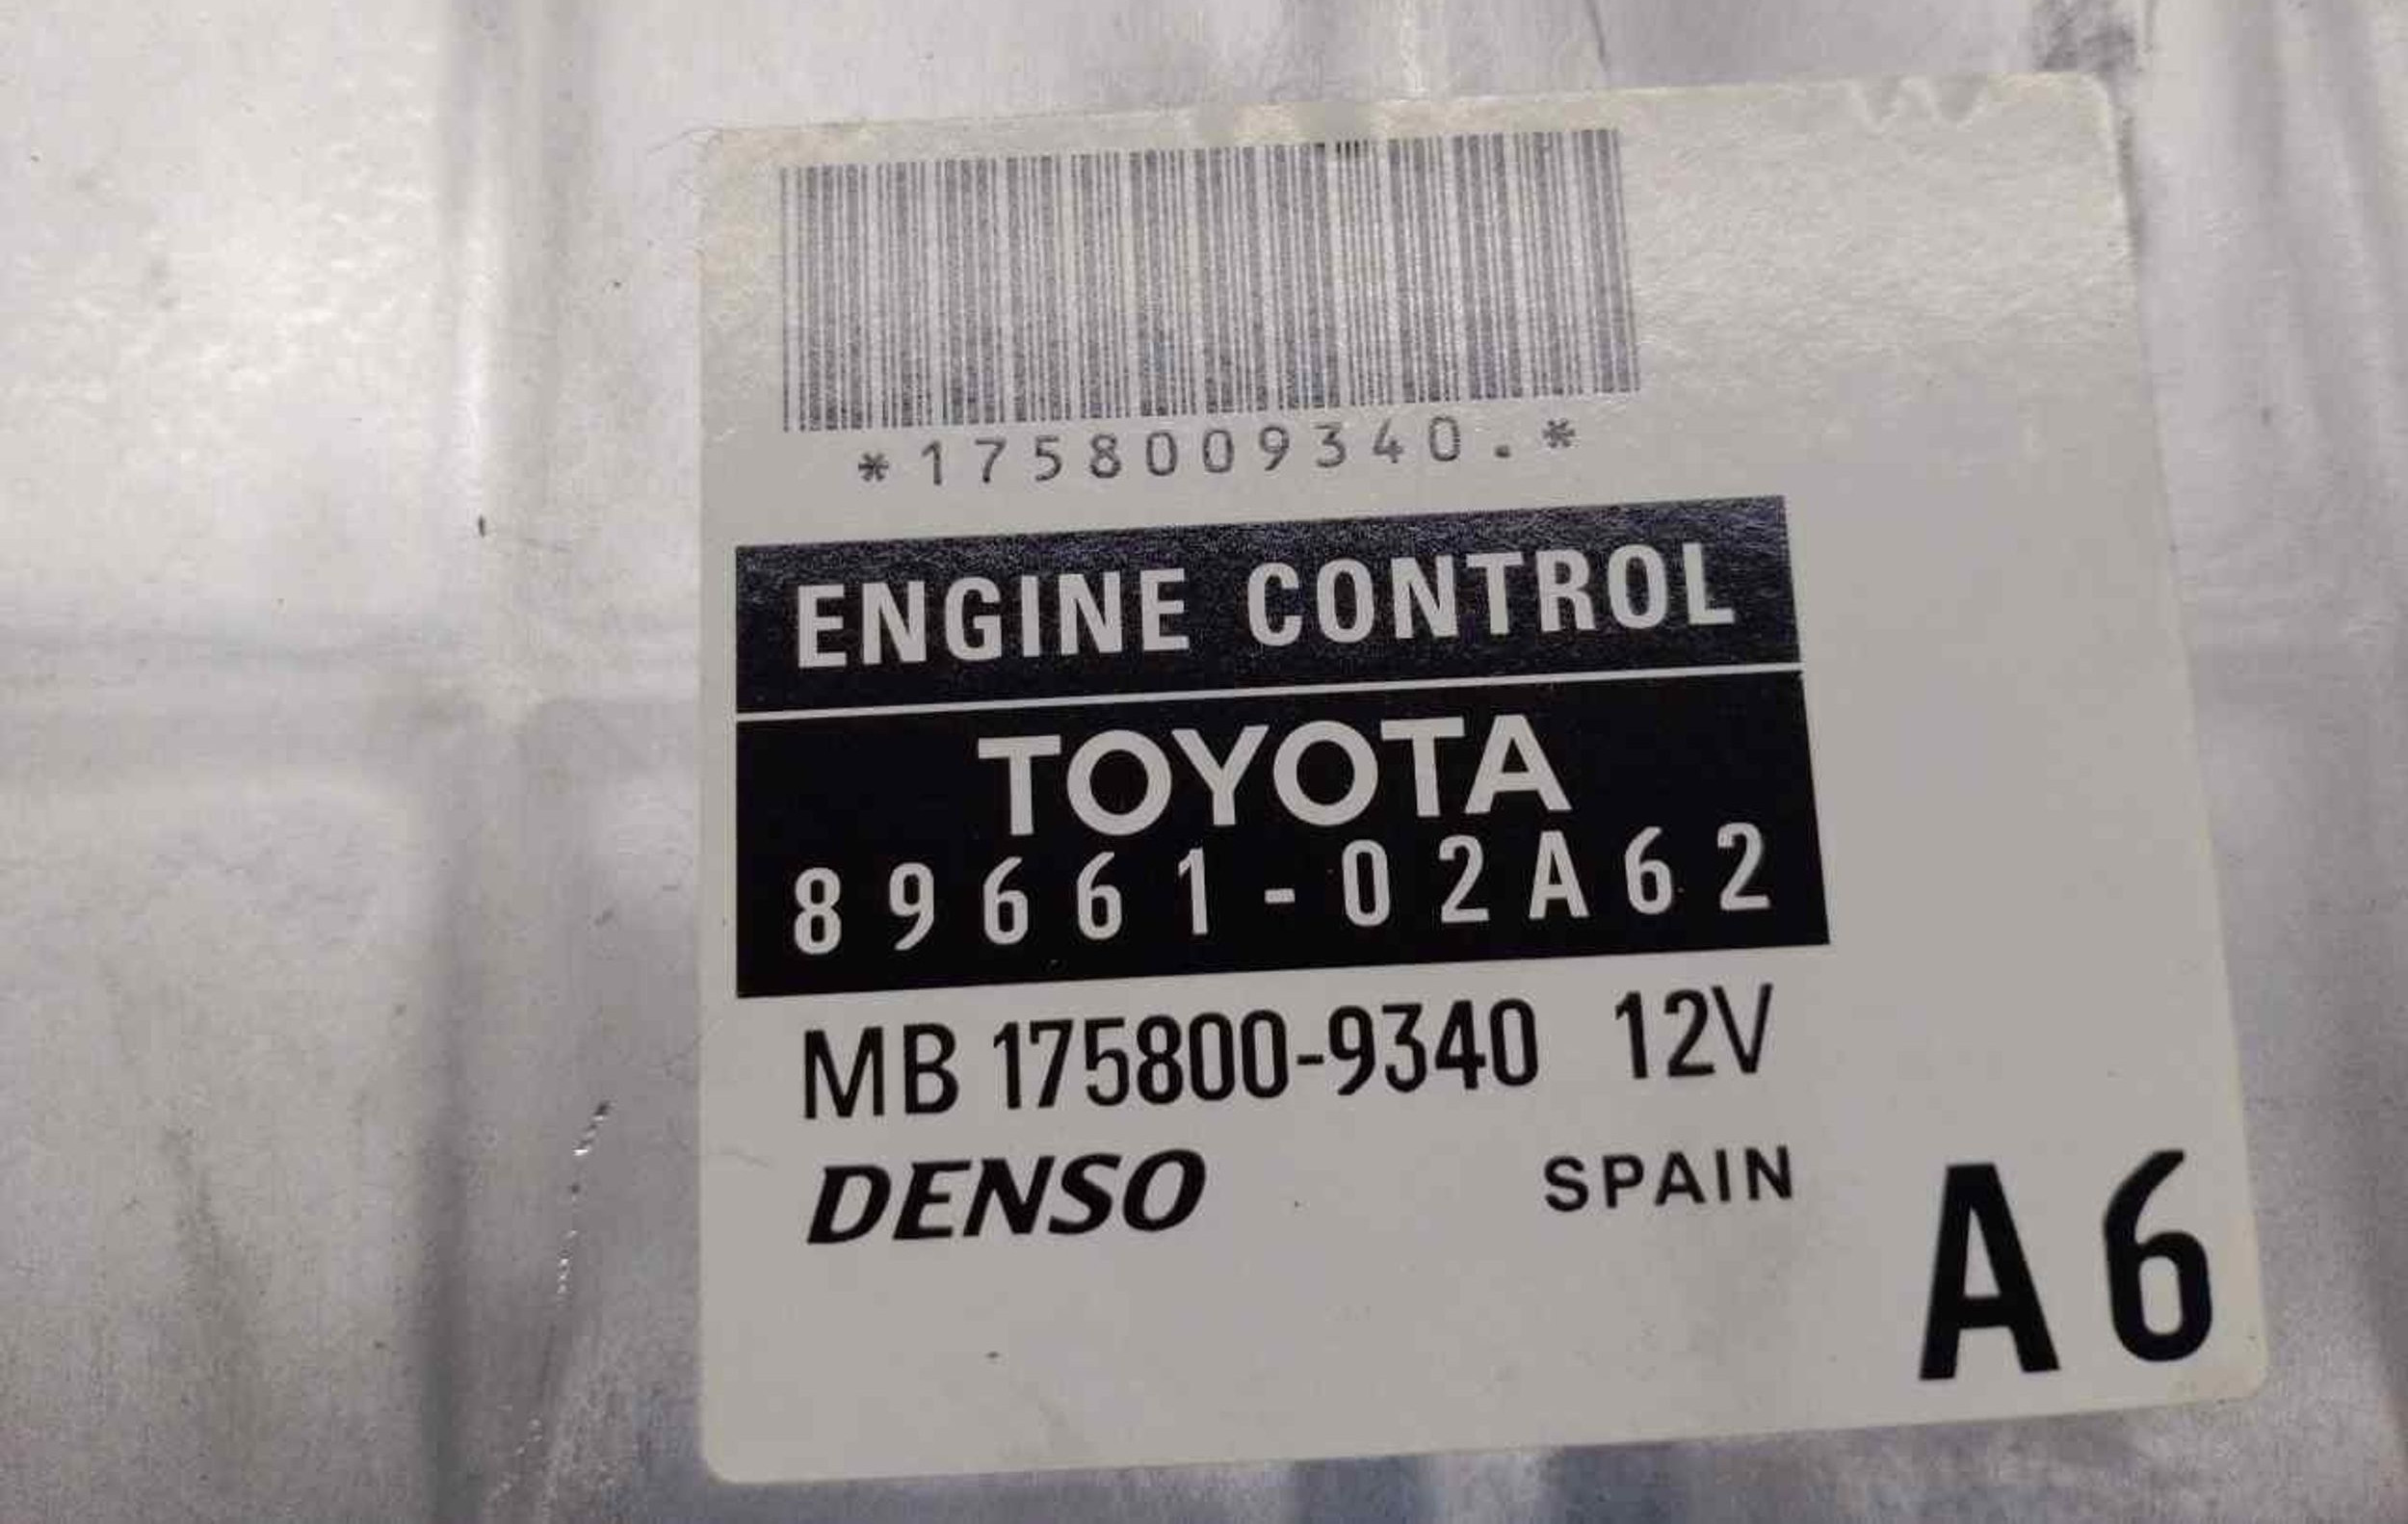 *1758009340.*
ENGINE CONTROL
TOYOTA
89661-02A62
MB 175800-9340 12V
DENSO SPAIN
A6